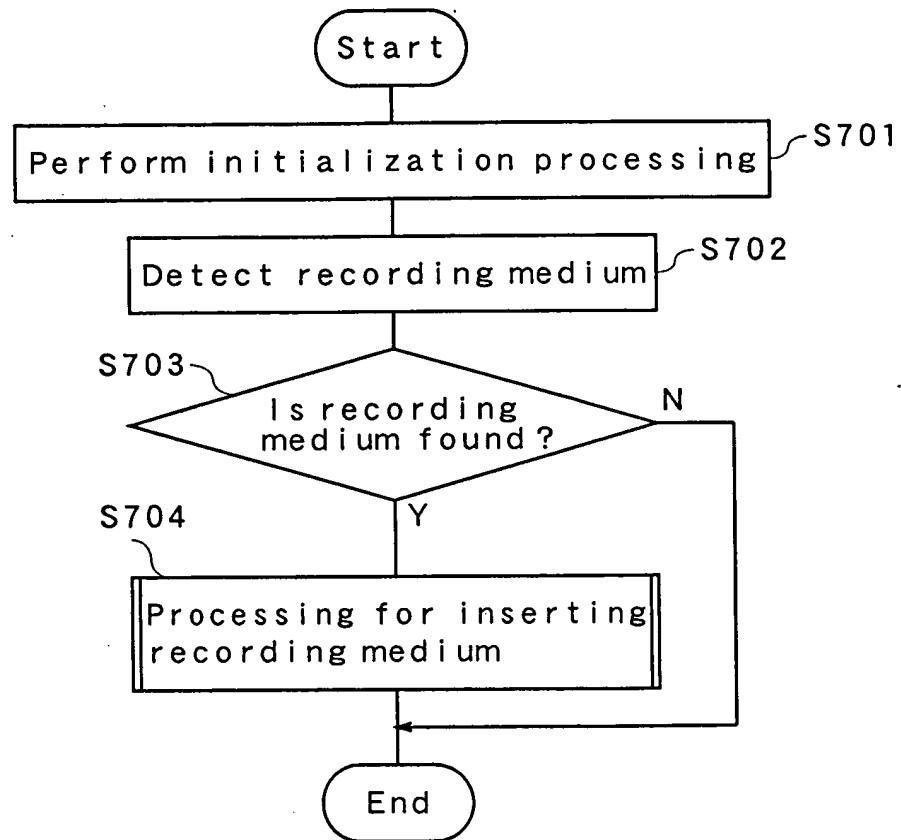 Start
Perform initialization processing
S701
Detect recording medium
S702
S703
Is recording
medium found?
N
Y
S704
Processing for inserting
recording medium
End